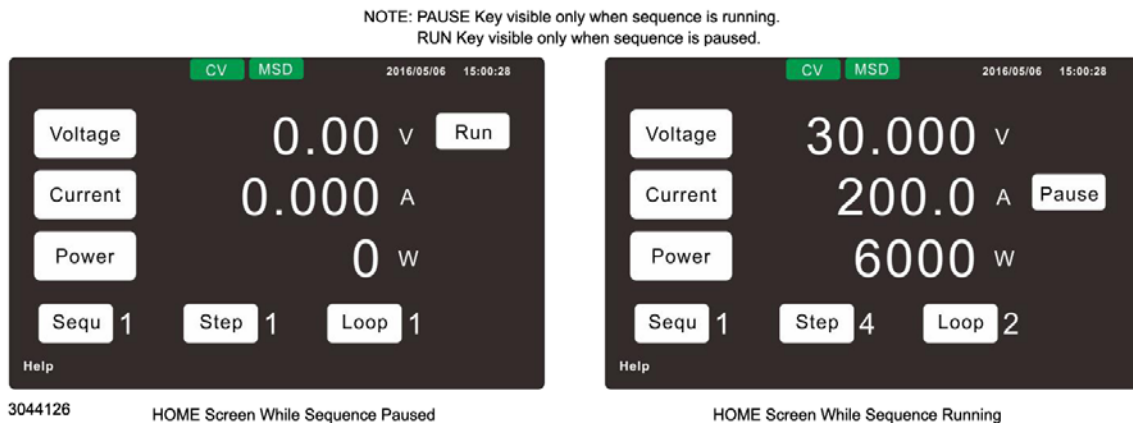 NOTE: PAUSE Key visible only when sequence is running.
RUN Key visible only when sequence is paused.
CV MSD 2016/05/06 15:00:28
Voltage 0.00 V Run
Current 0.000 A
Power 0 W
Sequ 1 Step 1 Loop 1
Help
CV MSD 2016/05/06 15:00:28
Voltage 30.000 V
Current 200.0 A Pause
Power 6000 W
Sequ 1 Step 4 Loop 2
Help
3044126
HOME Screen While Sequence Paused
HOME Screen While Sequence Running